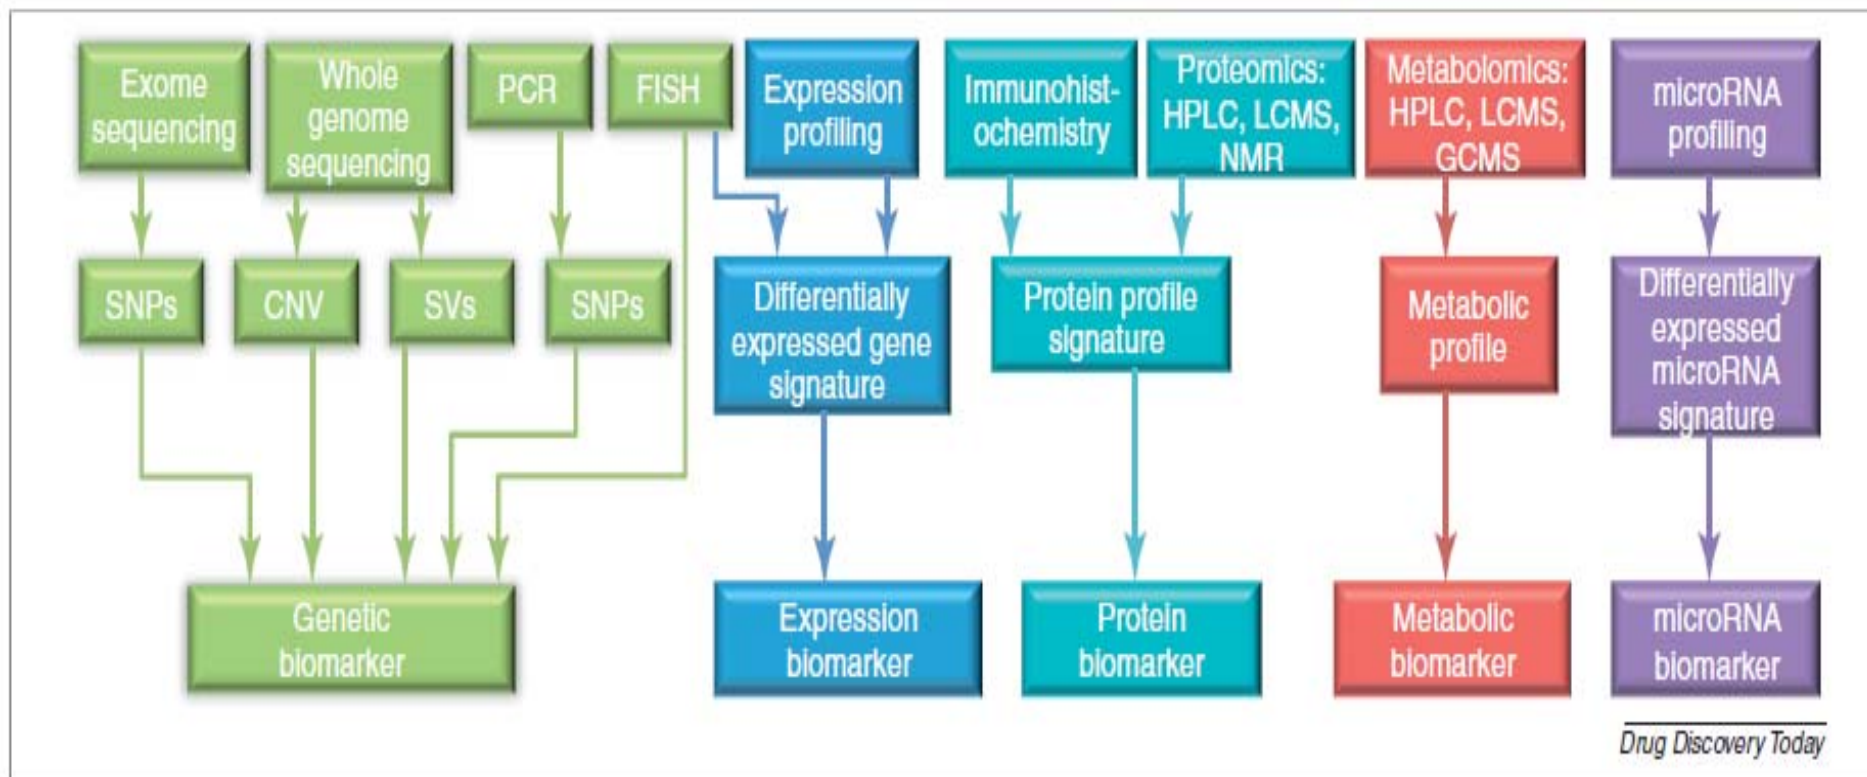 Exome
sequencing
Whole
genome
sequencing
PCR
FISH
Expression
profiling
Immunohist-
ochemistry
Proteomics:
HPLC, LCMS,
NMR
Metabolomics:
HPLC, LCMS,
GCMS
microRNA
profiling
SNPs
CNV
SVs
SNPs
Differentially
expressed gene
signature
Protein profile
signature
Metabolic
profile
Differentially
expressed
microRNA
signature
Genetic
biomarker
Expression
biomarker
Protein
biomarker
Metabolic
biomarker
microRNA
biomarker
Drug Discovery Today